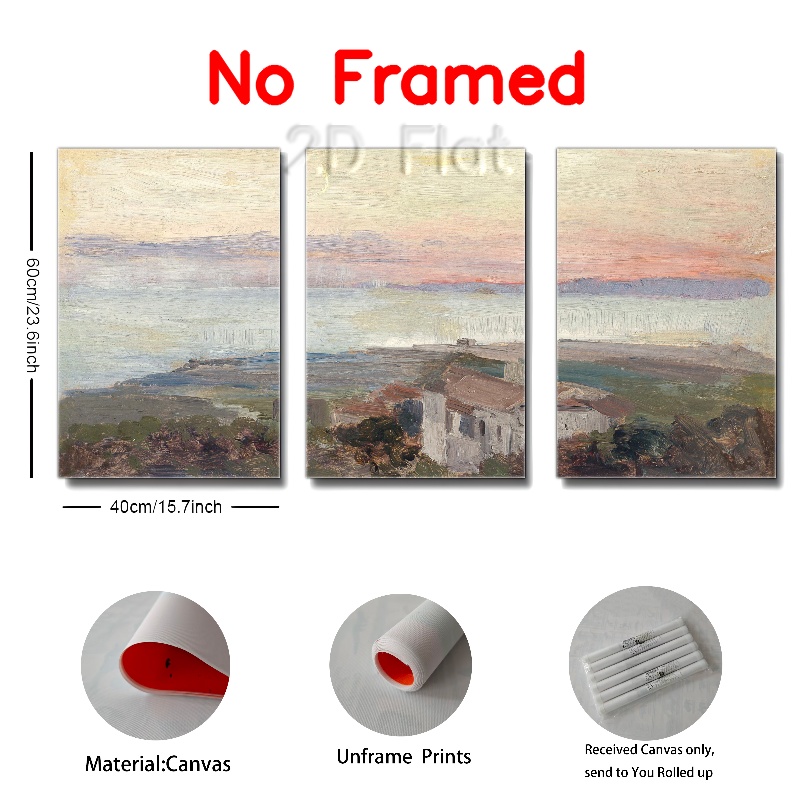 No Framed
2D Flat
60cm/23.6inch
40cm/15.7inch
Material:Canvas
Unframe Prints
Received Canvas only,
send to You Rolled up